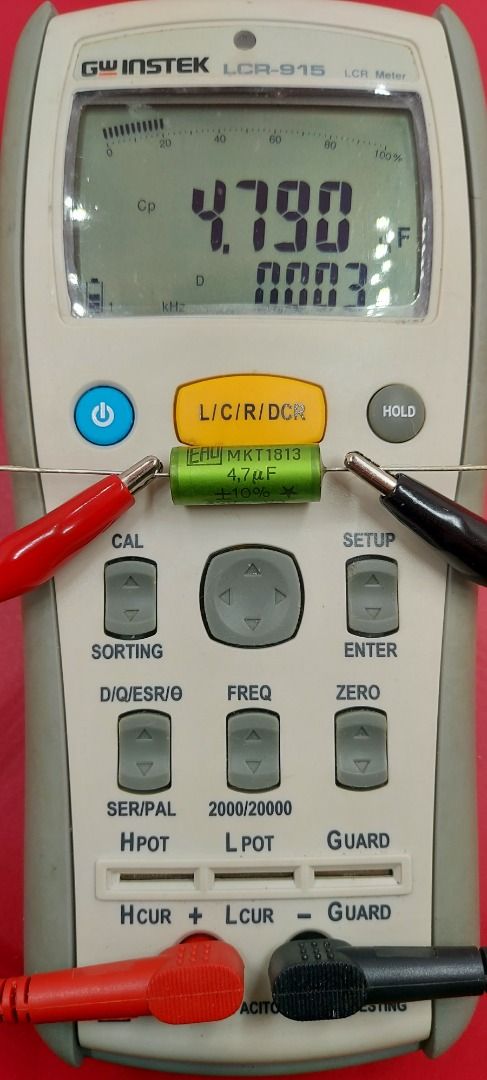 GW INSTEK LCR-915 LCR Meter
0 20 40 60 80 100%
Cp 4.790 F
D 0003
1 kHz
L/C/R/DCR
HOLD
ERO MKT1813
4,7µF
±10%
CAL
SETUP
SORTING
ENTER
D/Q/ESR/Θ FREQ ZERO
SER/PAL 2000/20000
HPOT LPOT GUARD
HCUR + LCUR – GUARD